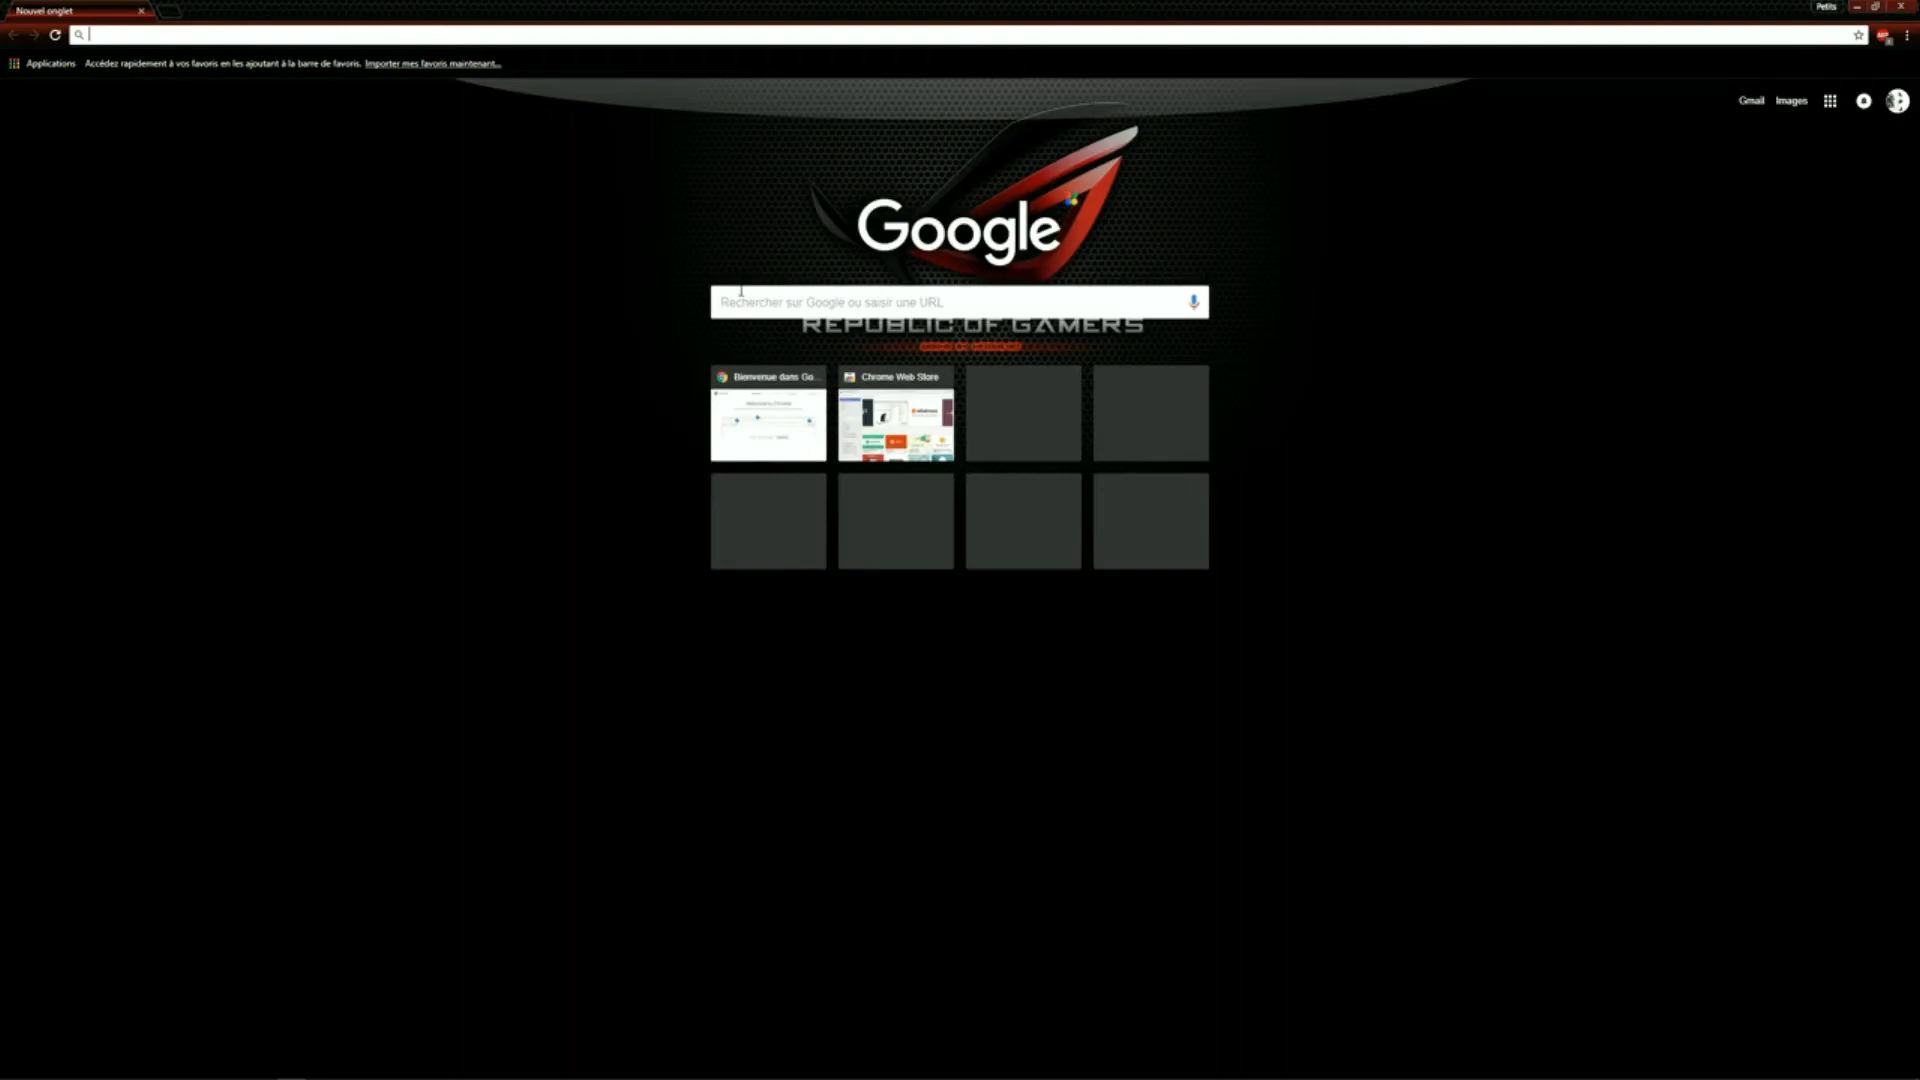 Nouvel onglet
Petits
Applications Accédez rapidement à vos favoris en les ajoutant à la barre de favoris. Importer mes favoris maintenant...
Gmail Images
Google
Rechercher sur Google ou saisir une URL
REPUBLIC OF GAMERS
Bienvenue dans Go...
Chrome Web Store